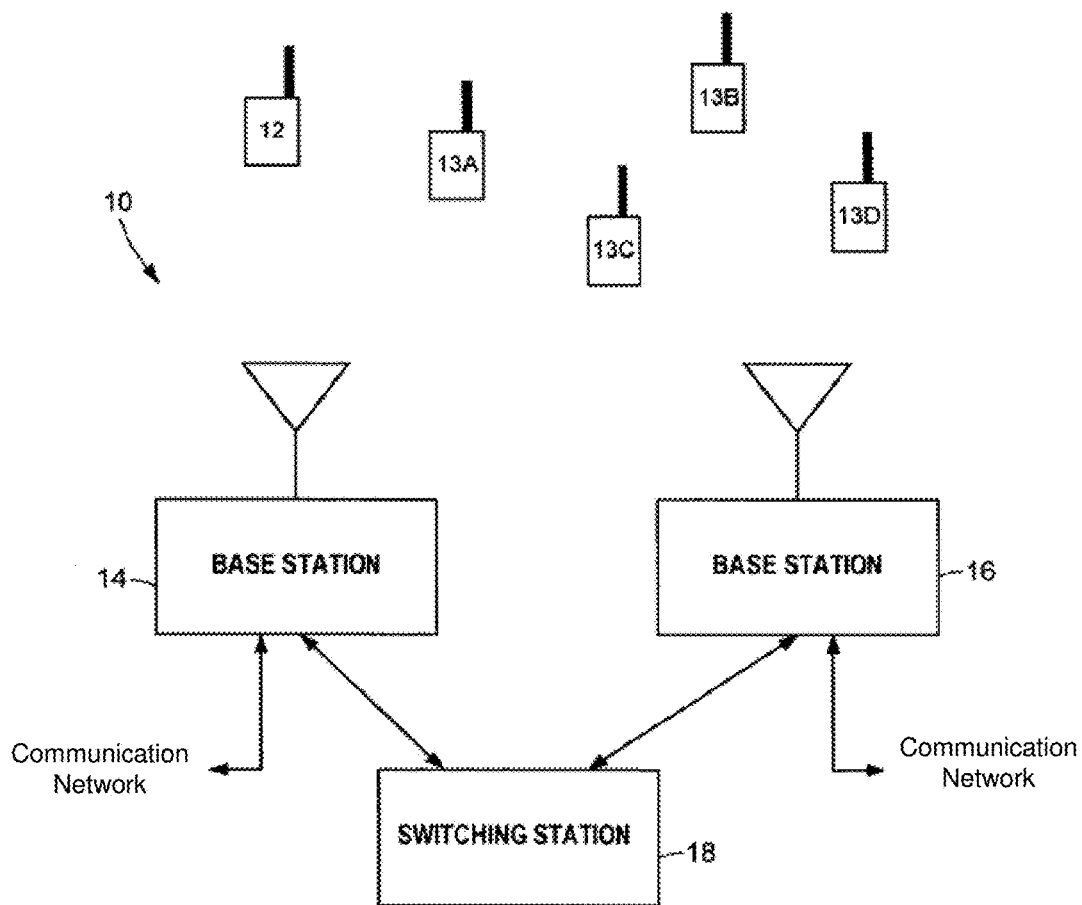 13B
12
13A
10
13D
13C
BASE STATION
BASE STATION
14
16
Communication
Network
Communication
Network
SWITCHING STATION
18